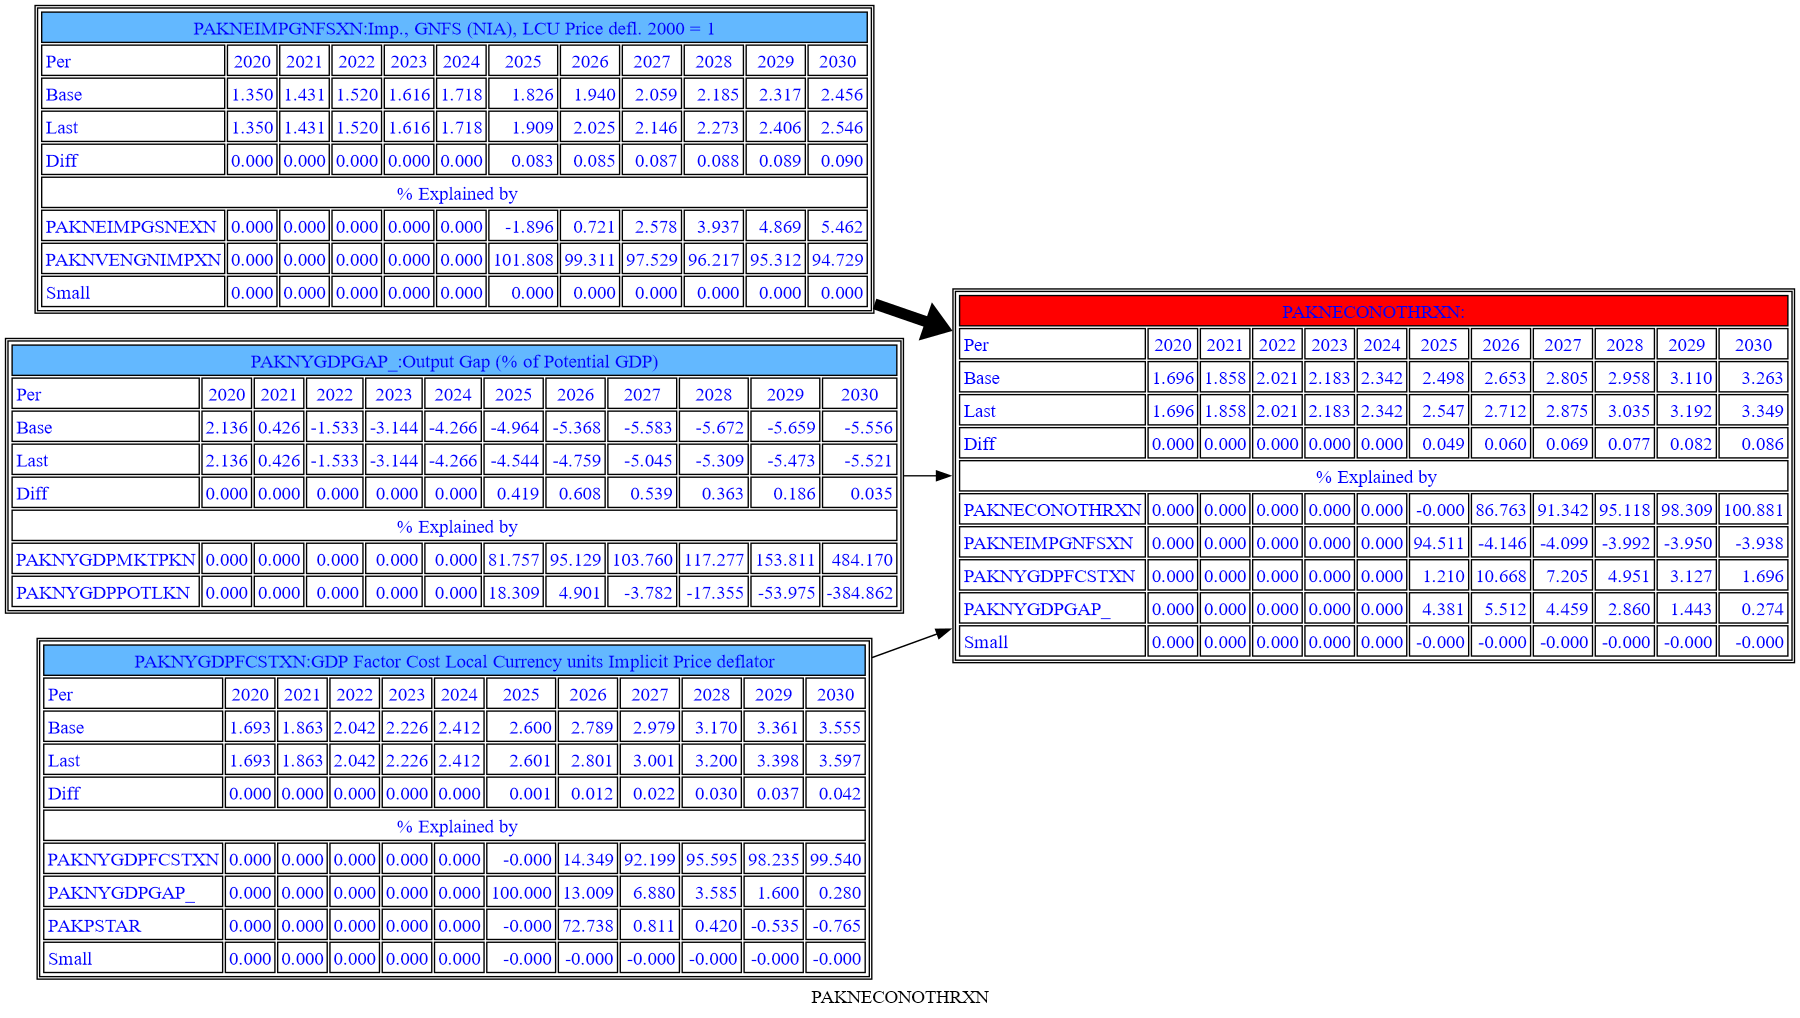 PAKNEIMPGNFSXN:Imp., GNFS (NIA), LCU Price defl. 2000 = 1
Per 2020 2021 2022 2023 2024 2025 2026 2027 2028 2029 2030
Base 1.350 1.431 1.520 1.616 1.718 1.826 1.940 2.059 2.185 2.317 2.456
Last 1.350 1.431 1.520 1.616 1.718 1.909 2.025 2.146 2.273 2.406 2.546
Diff 0.000 0.000 0.000 0.000 0.000 0.083 0.085 0.087 0.088 0.089 0.090
% Explained by
PAKNEIMPGSNEXN 0.000 0.000 0.000 0.000 0.000 -1.896 0.721 2.578 3.937 4.869 5.462
PAKNVENGNIMPXN 0.000 0.000 0.000 0.000 0.000 101.808 99.311 97.529 96.217 95.312 94.729
Small 0.000 0.000 0.000 0.000 0.000 0.000 0.000 0.000 0.000 0.000 0.000
PAKNYGDPGAP_:Output Gap (% of Potential GDP)
Per 2020 2021 2022 2023 2024 2025 2026 2027 2028 2029 2030
Base 2.136 0.426 -1.533 -3.144 -4.266 -4.964 -5.368 -5.583 -5.672 -5.659 -5.556
Last 2.136 0.426 -1.533 -3.144 -4.266 -4.544 -4.759 -5.045 -5.309 -5.473 -5.521
Diff 0.000 0.000 0.000 0.000 0.000 0.419 0.608 0.539 0.363 0.186 0.035
% Explained by
PAKNYGDPMKTPKN 0.000 0.000 0.000 0.000 0.000 81.757 95.129 103.760 117.277 153.811 484.170
PAKNYGDPPOTLKN 0.000 0.000 0.000 0.000 0.000 18.309 4.901 -3.782 -17.355 -53.975 -384.862
PAKNYGDPFCSTXN:GDP Factor Cost Local Currency units Implicit Price deflator
Per 2020 2021 2022 2023 2024 2025 2026 2027 2028 2029 2030
Base 1.693 1.863 2.042 2.226 2.412 2.600 2.789 2.979 3.170 3.361 3.555
Last 1.693 1.863 2.042 2.226 2.412 2.601 2.801 3.001 3.200 3.398 3.597
Diff 0.000 0.000 0.000 0.000 0.000 0.001 0.012 0.022 0.030 0.037 0.042
% Explained by
PAKNYGDPFCSTXN 0.000 0.000 0.000 0.000 0.000 -0.000 14.349 92.199 95.595 98.235 99.540
PAKNYGDPGAP_ 0.000 0.000 0.000 0.000 0.000 100.000 13.009 6.880 3.585 1.600 0.280
PAKPSTAR 0.000 0.000 0.000 0.000 0.000 -0.000 72.738 0.811 0.420 -0.535 -0.765
Small 0.000 0.000 0.000 0.000 0.000 -0.000 -0.000 -0.000 -0.000 -0.000 -0.000
PAKNECONOTHRXN:
Per 2020 2021 2022 2023 2024 2025 2026 2027 2028 2029 2030
Base 1.696 1.858 2.021 2.183 2.342 2.498 2.653 2.805 2.958 3.110 3.263
Last 1.696 1.858 2.021 2.183 2.342 2.547 2.712 2.875 3.035 3.192 3.349
Diff 0.000 0.000 0.000 0.000 0.000 0.049 0.060 0.069 0.077 0.082 0.086
% Explained by
PAKNECONOTHRXN 0.000 0.000 0.000 0.000 0.000 -0.000 86.763 91.342 95.118 98.309 100.881
PAKNEIMPGNFSXN 0.000 0.000 0.000 0.000 0.000 94.511 -4.146 -4.099 -3.992 -3.950 -3.938
PAKNYGDPFCSTXN 0.000 0.000 0.000 0.000 0.000 1.210 10.668 7.205 4.951 3.127 1.696
PAKNYGDPGAP_ 0.000 0.000 0.000 0.000 0.000 4.381 5.512 4.459 2.860 1.443 0.274
Small 0.000 0.000 0.000 0.000 0.000 -0.000 -0.000 -0.000 -0.000 -0.000 -0.000
PAKNECONOTHRXN